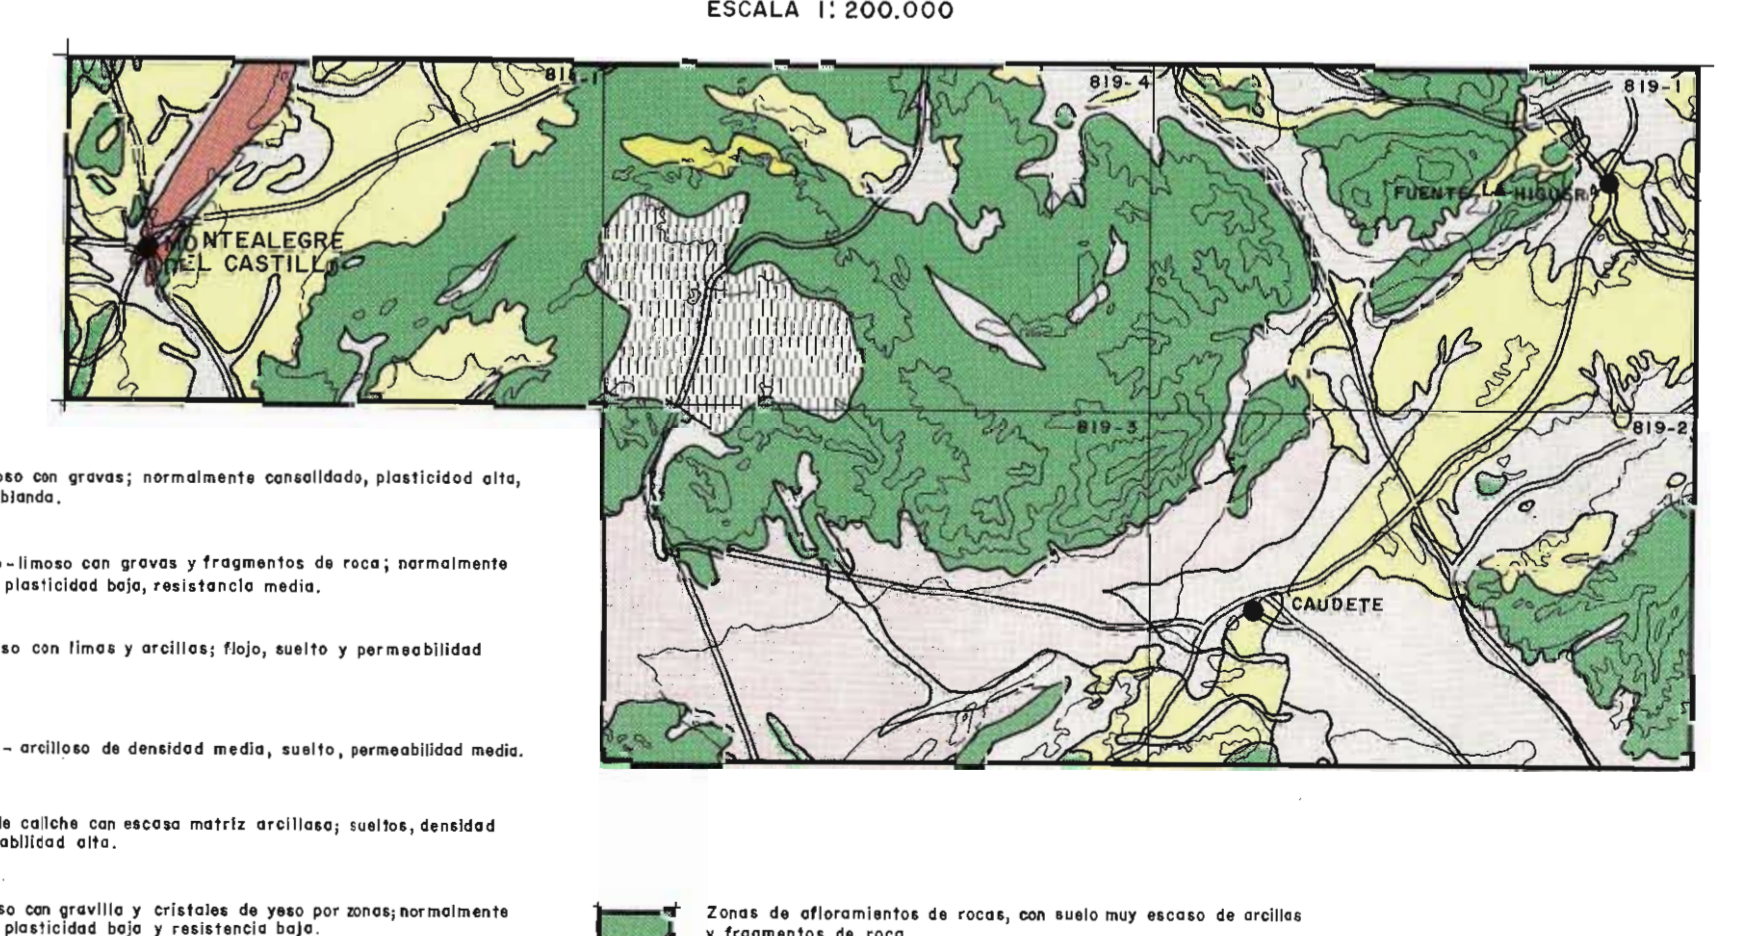 ESCALA 1:200.000
818-1
819-4
819-1
FUENTE LA HIGUERA
MONTEALEGRE
DEL CASTILLO
819-3
819-2
CAUDETE
oso con gravas; normalmente consolidado, plasticidad alta,
blanda.
-limoso con gravas y fragmentos de roca; normalmente
plasticidad baja, resistencia media.
so con limas y arcillas; flojo, suelto y permeabilidad
- arcilloso de densidad media, suelto, permeabilidad media.
de caliche con escasa matriz arcillosa; sueltos, densidad
abilidad alta.
so con gravilla y cristales de yeso por zonas; normalmente
plasticidad baja y resistencia baja.
Zonas de afloramientos de rocas, con suelo muy escaso de arcillas
y fragmentos de roca